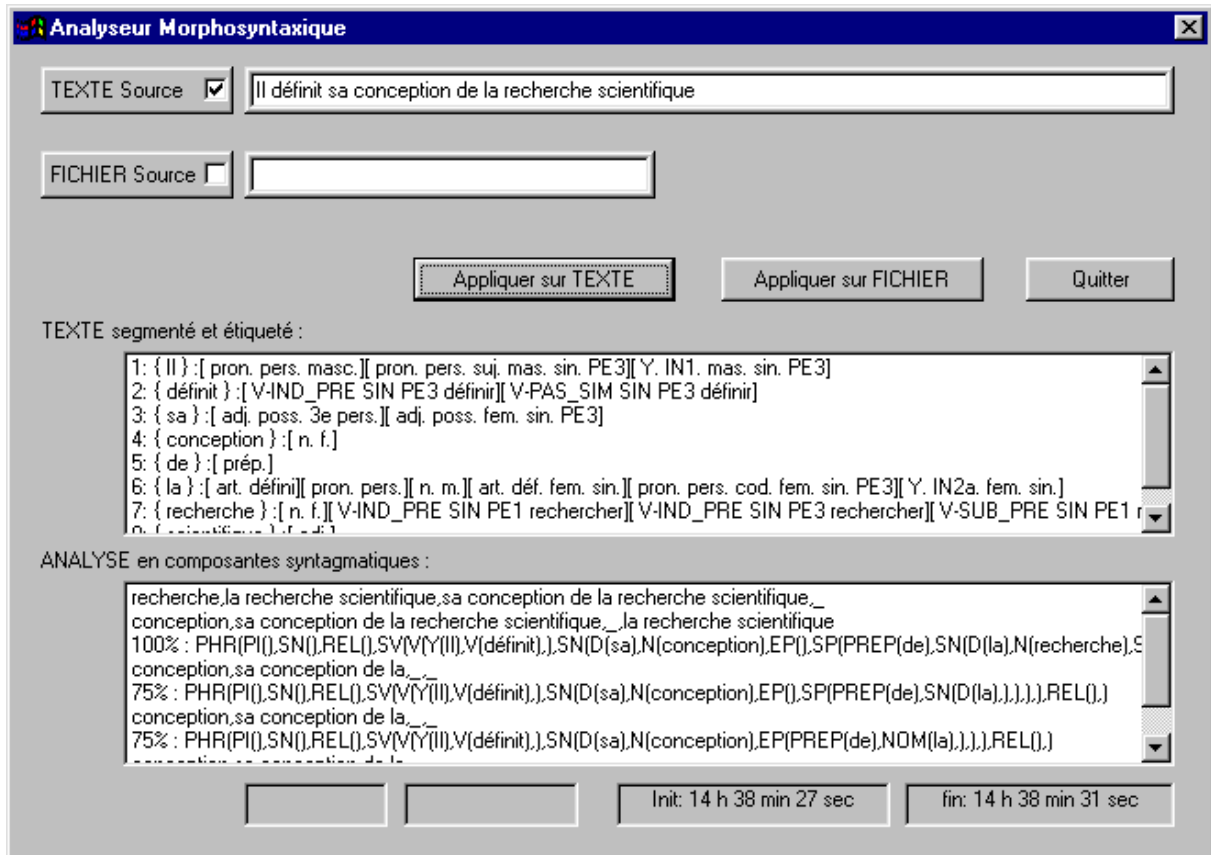 Analyseur Morphosyntaxique
TEXTE Source
Il définit sa conception de la recherche scientifique
FICHIER Source
Appliquer sur TEXTE Appliquer sur FICHIER Quitter
TEXTE segmenté et étiqueté :
1: { Il } :[ pron. pers. masc.][ pron. pers. suj. mas. sin. PE3][ Y. IN1. mas. sin. PE3]
2: { définit } :[ V-IND_PRE SIN PE3 définir][ V-PAS_SIM SIN PE3 définir]
3: { sa } :[ adj. poss. 3e pers.][ adj. poss. fem. sin. PE3]
4: { conception } :[ n. f.]
5: { de } :[ prép.]
6: { la } :[ art. défini][ pron. pers.][ n. m.][ art. déf. fem. sin.][ pron. pers. cod. fem. sin. PE3][ Y. IN2a. fem. sin.]
7: { recherche } :[ n. f.][ V-IND_PRE SIN PE1 rechercher][ V-IND_PRE SIN PE3 rechercher][ V-SUB_PRE SIN PE1
ANALYSE en composantes syntagmatiques :
recherche,la recherche scientifique,sa conception de la recherche scientifique,_
conception,sa conception de la recherche scientifique,_,la recherche scientifique
100% : PHR(PI(),SN(),REL(),SV(V(Y(Il),V(définit),),SN(D(sa),N(conception),EP(),SP(PREP(de),SN(D(la),N(recherche),S
conception,sa conception de la,_,_
75% : PHR(PI(),SN(),REL(),SV(V(Y(Il),V(définit),),SN(D(sa),N(conception),EP(),SP(PREP(de),SN(D(la),),),),),REL(),)
conception,sa conception de la,_,_
75% : PHR(PI(),SN(),REL(),SV(V(Y(Il),V(définit),),SN(D(sa),N(conception),EP(PREP(de),NOM(la),),),),REL(),)
Init: 14 h 38 min 27 sec fin: 14 h 38 min 31 sec